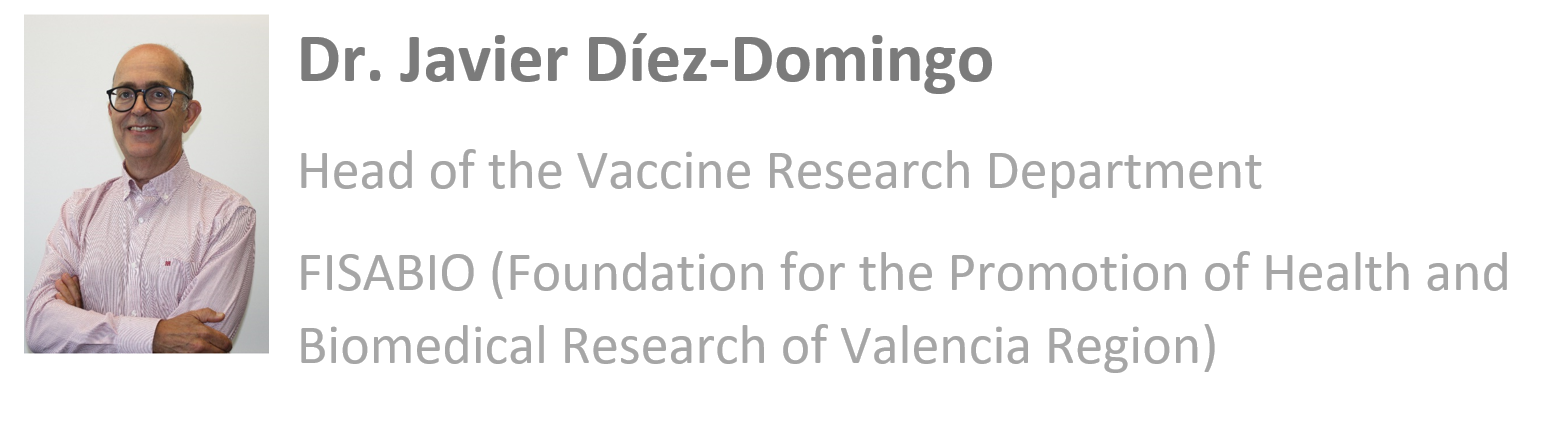 Dr. Javier Díez-Domingo
Head of the Vaccine Research Department
FISABIO (Foundation for the Promotion of Health and
Biomedical Research of Valencia Region)